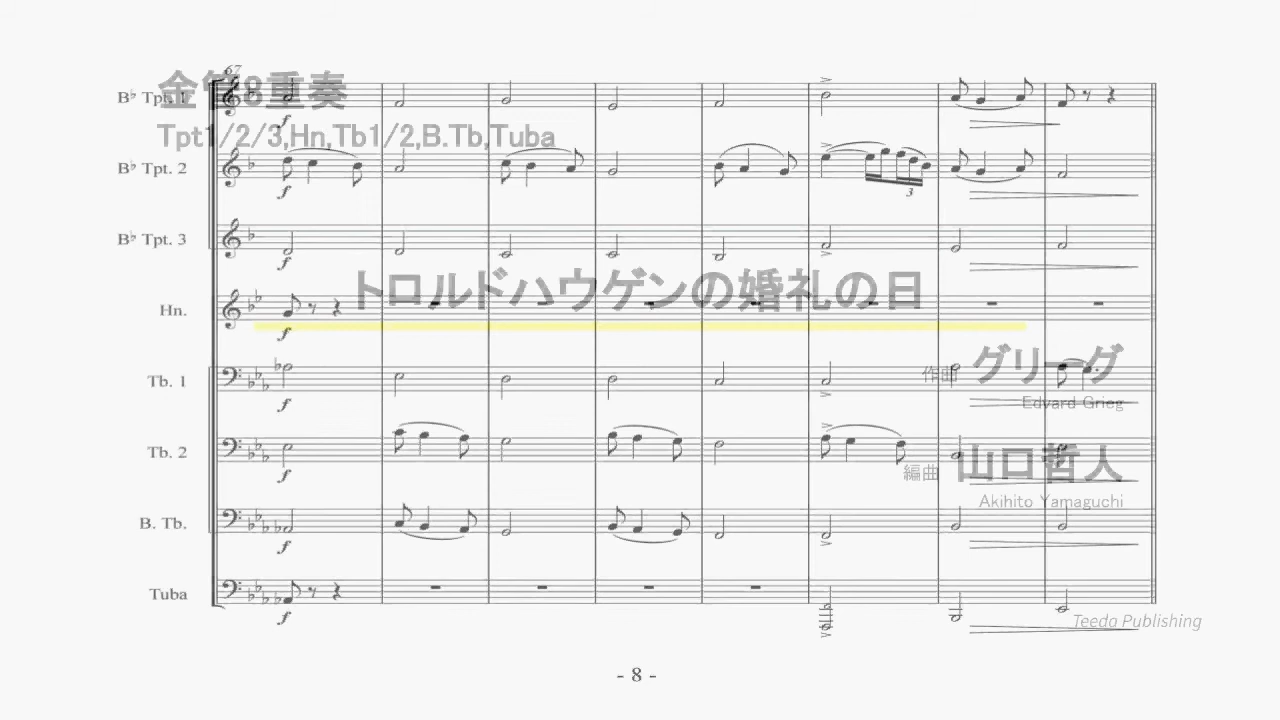 67
金管8重奏
B♭ Tpt. 1
Tpt1/2/3,Hn,Tb1/2,B.Tb,Tuba
f
B♭ Tpt. 2
f
3
B♭ Tpt. 3
f
トロルドハウゲンの婚礼の日
Hn.
f
作曲 グリーグ
Tb. 1
Edvard Grieg
f
Tb. 2
編曲 山口哲人
f
Akihito Yamaguchi
B. Tb.
f
Tuba
f
Teeda Publishing
- 8 -